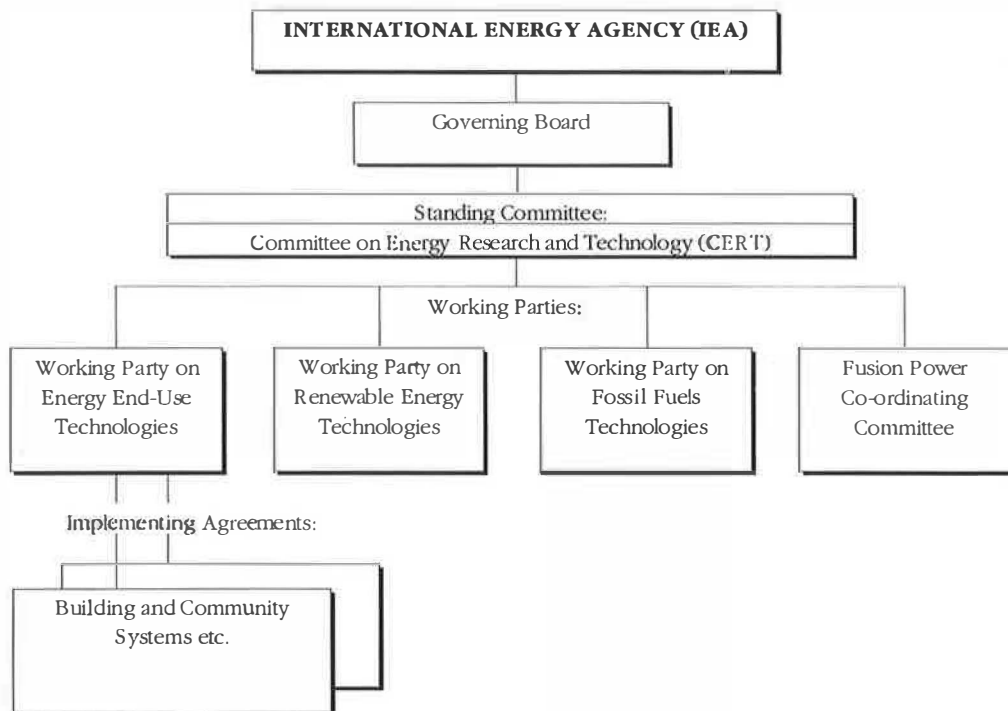 INTERNATIONAL ENERGY AGENCY (IEA)
Governing Board
Standing Committee:
Committee on Energy Research and Technology (CERT)
Working Parties:
Working Party on
Energy End-Use
Technologies
Working Party on
Renewable Energy
Technologies
Working Party on
Fossil Fuels
Technologies
Fusion Power
Co-ordinating
Committee
Implementing Agreements:
Building and Community
Systems etc.